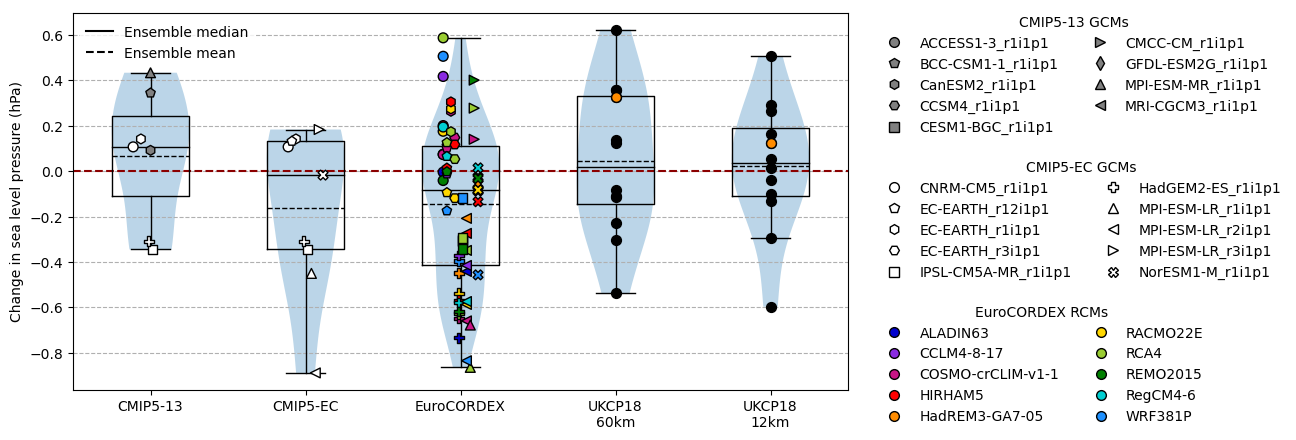 Change in sea level pressure (hPa)
0.6
0.4
0.2
0.0
−0.2
−0.4
−0.6
−0.8
Ensemble median
Ensemble mean
CMIP5-13
CMIP5-EC
EuroCORDEX
UKCP18
60km
UKCP18
12km
CMIP5-13 GCMs
ACCESS1-3_r1i1p1
BCC-CSM1-1_r1i1p1
CanESM2_r1i1p1
CCSM4_r1i1p1
CESM1-BGC_r1i1p1
CMCC-CM_r1i1p1
GFDL-ESM2G_r1i1p1
MPI-ESM-MR_r1i1p1
MRI-CGCM3_r1i1p1
CMIP5-EC GCMs
CNRM-CM5_r1i1p1
EC-EARTH_r12i1p1
EC-EARTH_r1i1p1
EC-EARTH_r3i1p1
IPSL-CM5A-MR_r1i1p1
HadGEM2-ES_r1i1p1
MPI-ESM-LR_r1i1p1
MPI-ESM-LR_r2i1p1
MPI-ESM-LR_r3i1p1
NorESM1-M_r1i1p1
EuroCORDEX RCMs
ALADIN63
CCLM4-8-17
COSMO-crCLIM-v1-1
HIRHAM5
HadREM3-GA7-05
RACMO22E
RCA4
REMO2015
RegCM4-6
WRF381P